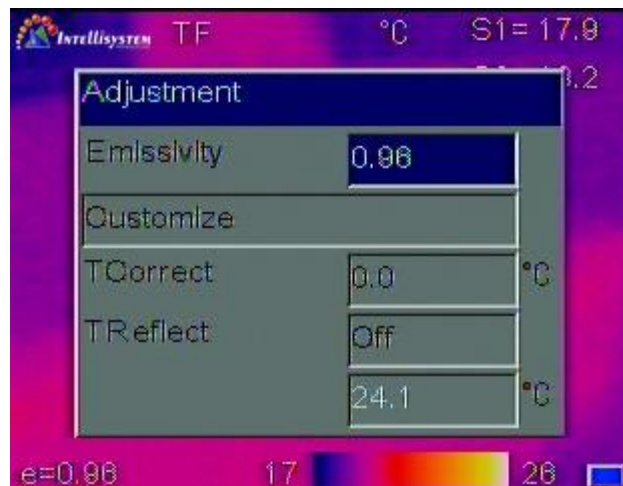 INTELLISYSTEM TF °C S1= 17.9
Adjustment
Emissivity 0.96
Customize
TCorrect 0.0 °C
TReflect Off
24.1 °C
e=0.96 17 26